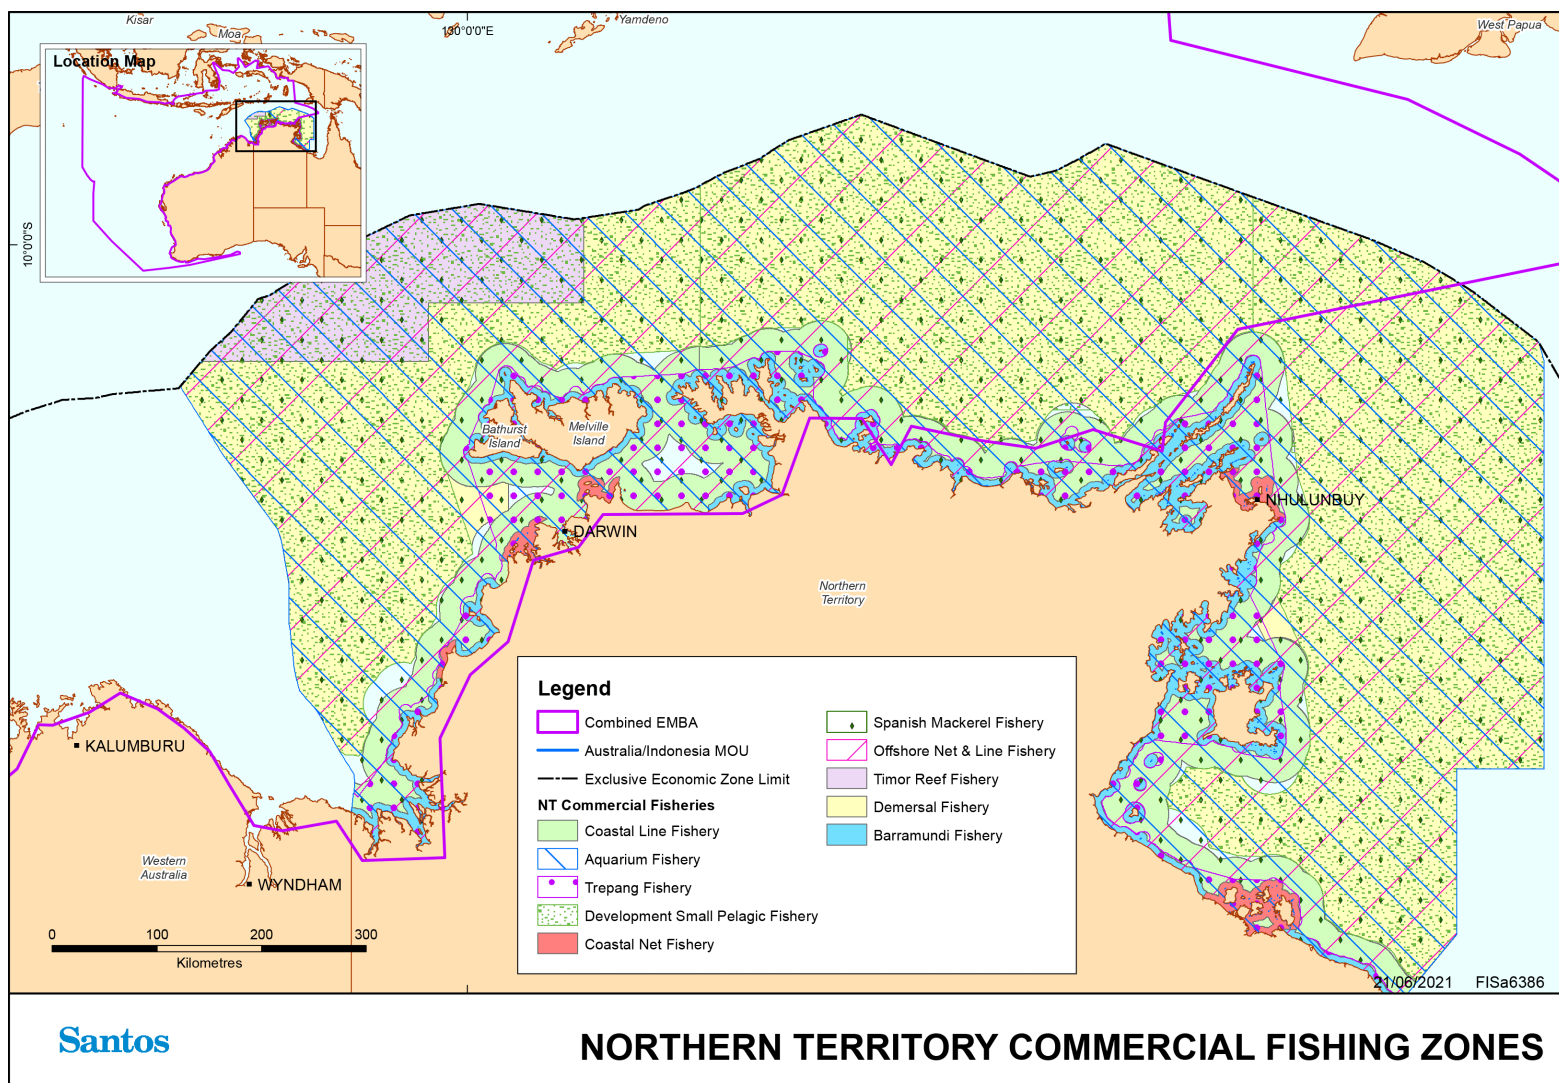 Kisar
Moa
130°0'0"E
Yamdeno
West Papua
Location Map
10°0'0"S
Bathurst
Island
Melville
Island
DARWIN
NHULUNBUY
Northern
Territory
KALUMBURU
Western
Australia
WYNDHAM
0 100 200 300
Kilometres
Legend
Combined EMBA
Australia/Indonesia MOU
Exclusive Economic Zone Limit
NT Commercial Fisheries
Coastal Line Fishery
Aquarium Fishery
Trepang Fishery
Development Small Pelagic Fishery
Coastal Net Fishery
Spanish Mackerel Fishery
Offshore Net & Line Fishery
Timor Reef Fishery
Demersal Fishery
Barramundi Fishery
21/06/2021 FISa6386
Santos
NORTHERN TERRITORY COMMERCIAL FISHING ZONES